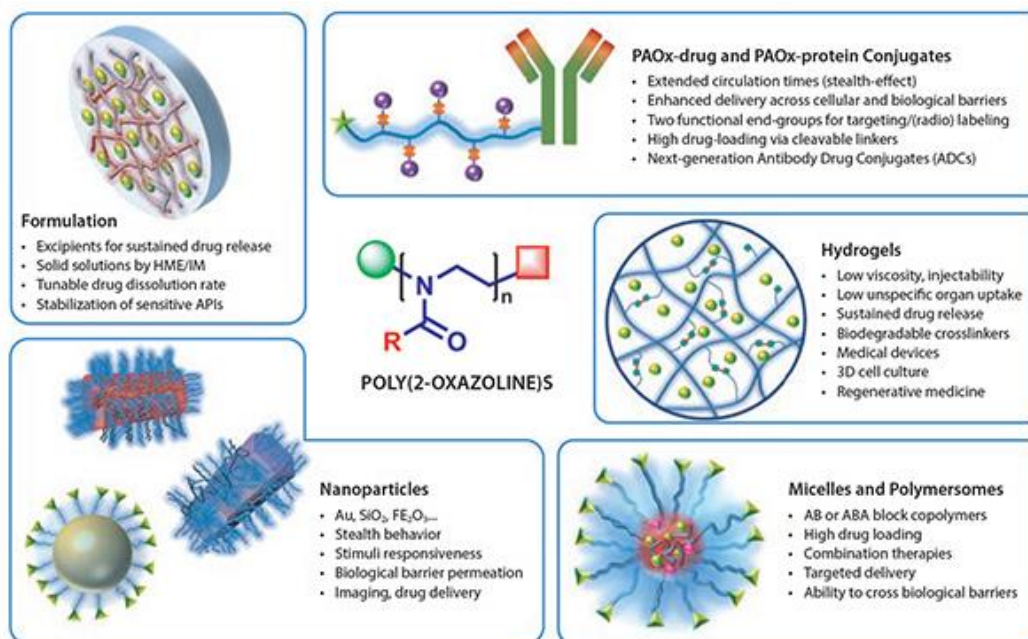 PAOx-drug and PAOx-protein Conjugates
• Extended circulation times (stealth-effect)
• Enhanced delivery across cellular and biological barriers
• Two functional end-groups for targeting/(radio) labeling
• High drug-loading via cleavable linkers
• Next-generation Antibody Drug Conjugates (ADCs)
Formulation
• Excipients for sustained drug release
• Solid solutions by HME/IM
• Tunable drug dissolution rate
• Stabilization of sensitive APIs
N
n
R
O
POLY(2-OXAZOLINE)S
Hydrogels
• Low viscosity, injectability
• Low unspecific organ uptake
• Sustained drug release
• Biodegradable crosslinkers
• Medical devices
• 3D cell culture
• Regenerative medicine
Nanoparticles
• Au, SiO₂, FE₂O₃...
• Stealth behavior
• Stimuli responsiveness
• Biological barrier permeation
• Imaging, drug delivery
Micelles and Polymersomes
• AB or ABA block copolymers
• High drug loading
• Combination therapies
• Targeted delivery
• Ability to cross biological barriers